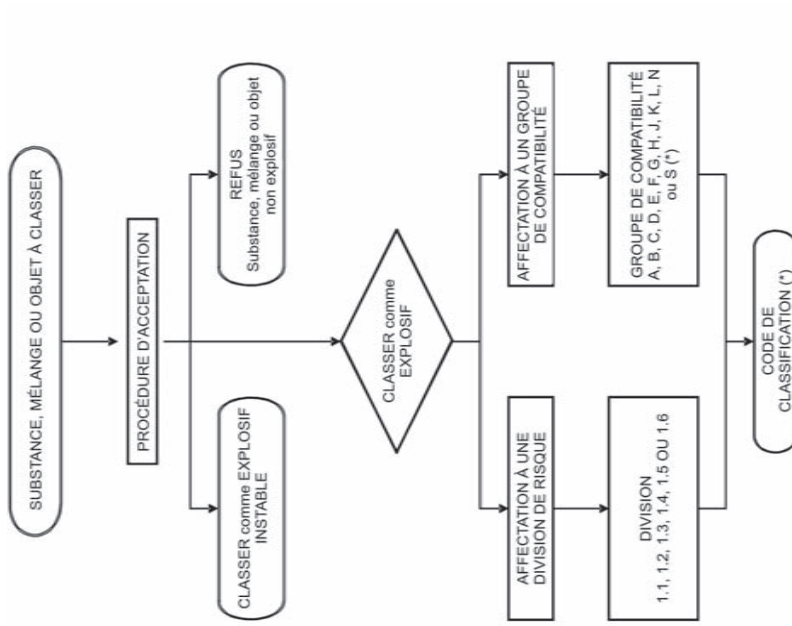 SUBSTANCE, MÉLANGE OU OBJET À CLASSER
PROCÉDURE D'ACCEPTATION
CLASSER comme EXPLOSIF
INSTABLE
REFUS
Substance, mélange ou objet
non explosif
CLASSER comme
EXPLOSIF
AFFECTATION À UNE
DIVISION DE RISQUE
AFFECTATION À UN GROUPE
DE COMPATIBILITÉ
DIVISION
1.1, 1.2, 1.3, 1.4, 1.5 OU 1.6
GROUPE DE COMPATIBILITÉ
A, B, C, D, E, F, G, H, J, K, L, N
ou S (*)
CODE DE
CLASSIFICATION (*)